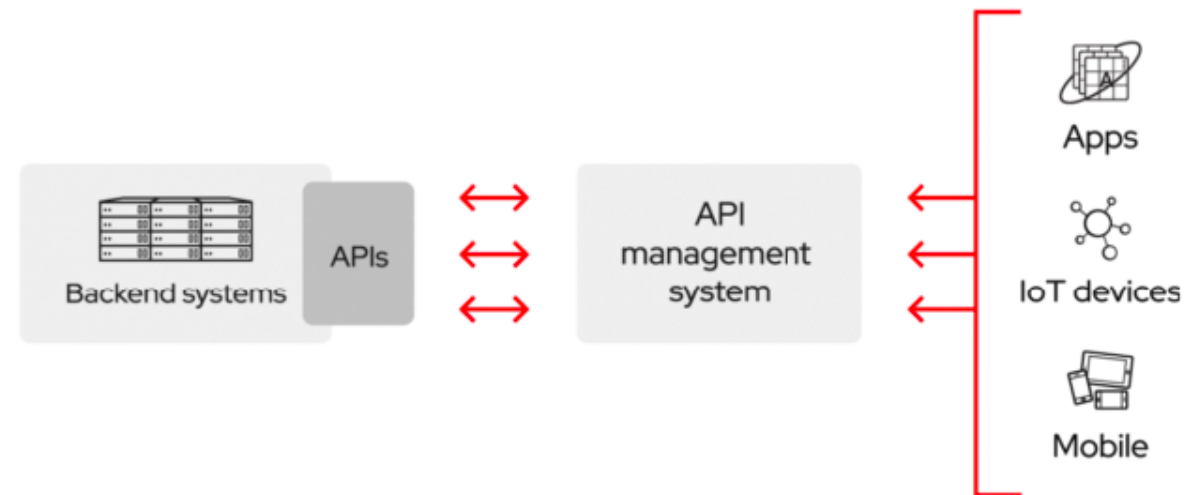 Backend systems
APIs
API
management
system
Apps
IoT devices
Mobile